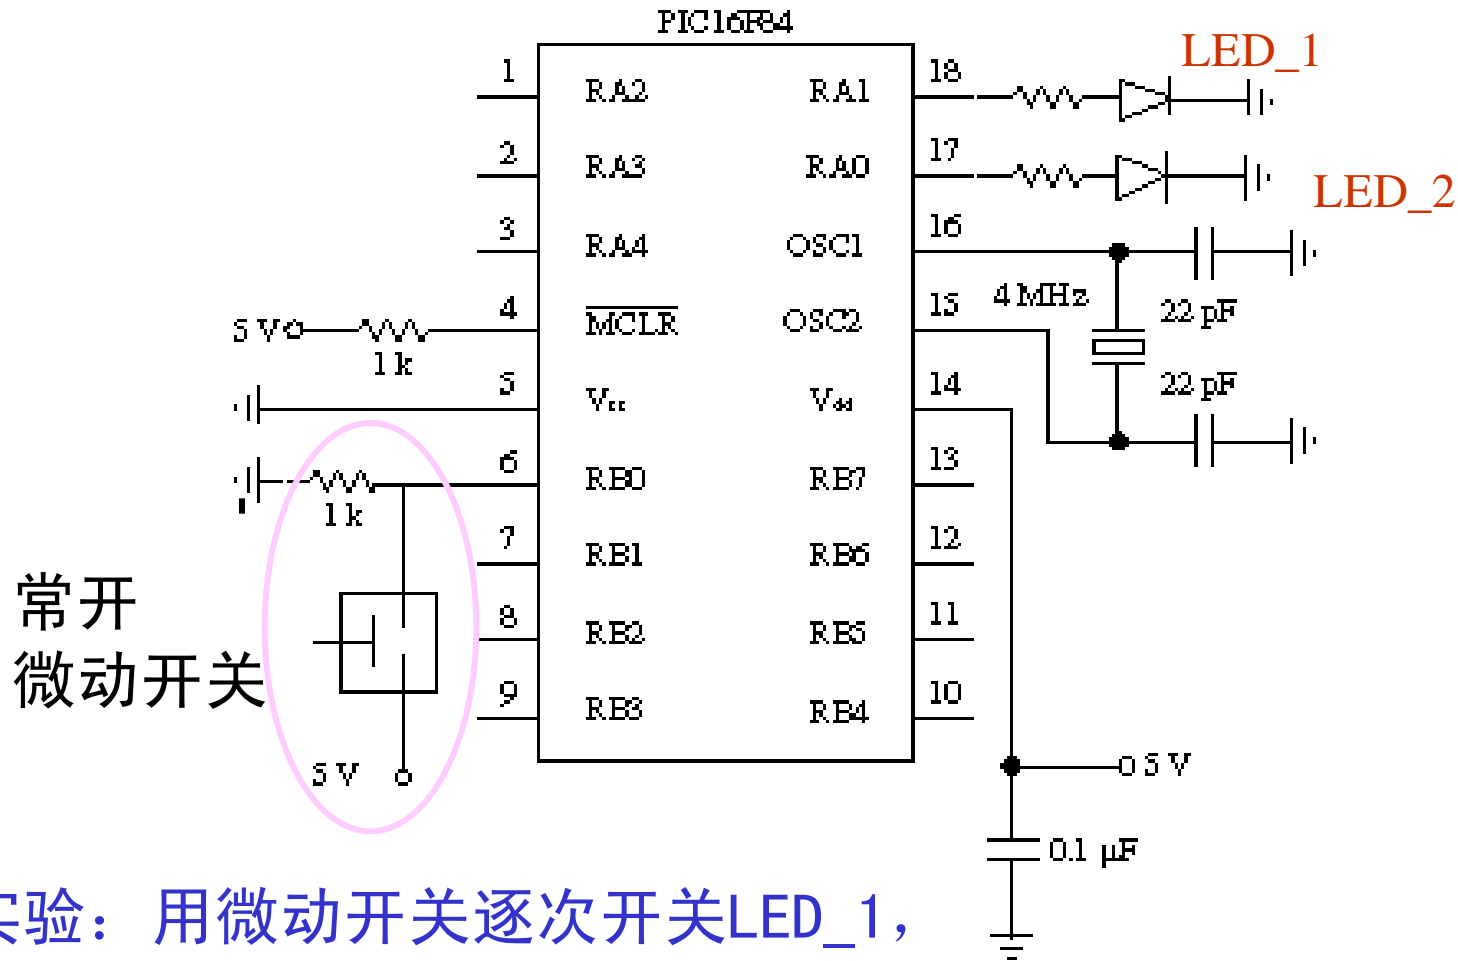 PIC16F84
LED_1
LED_2
1
RA2
RA1
18
2
RA3
RA0
17
3
RA4
OSC1
16
5 V
1 k
4
MCLR
OSC2
15
4 MHz
22 pF
22 pF
5
Vcc
Vdd
14
1 k
6
RB0
RB7
13
7
RB1
RB6
12
8
RB2
RB5
11
9
RB3
RB4
10
常开
微动开关
5 V
5 V
0.1 μF
实验：用微动开关逐次开关LED_1，